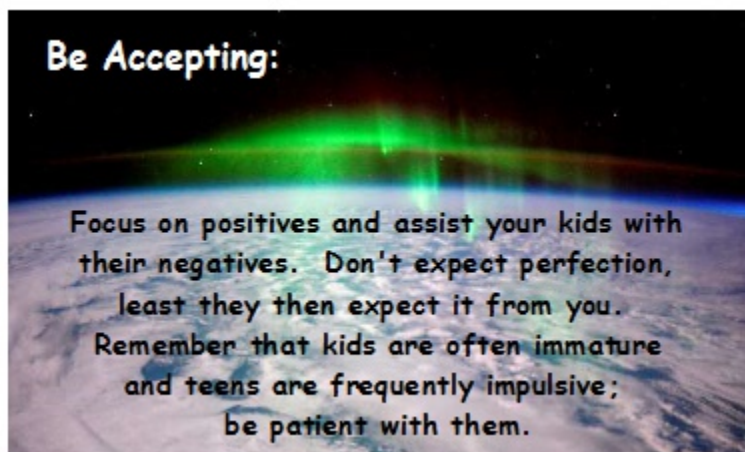 Be Accepting:
Focus on positives and assist your kids with
their negatives.  Don't expect perfection,
least they then expect it from you.
Remember that kids are often immature
and teens are frequently impulsive;
be patient with them.